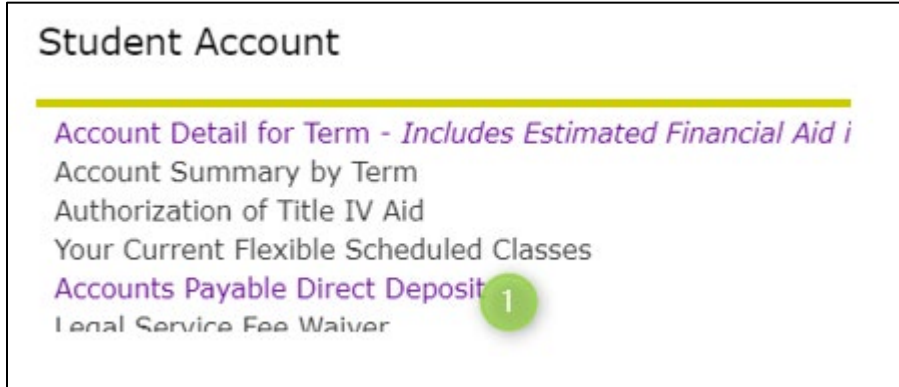 Student Account
Account Detail for Term - Includes Estimated Financial Aid i
Account Summary by Term
Authorization of Title IV Aid
Your Current Flexible Scheduled Classes
Accounts Payable Direct Deposit
1
Legal Service Fee Waiver